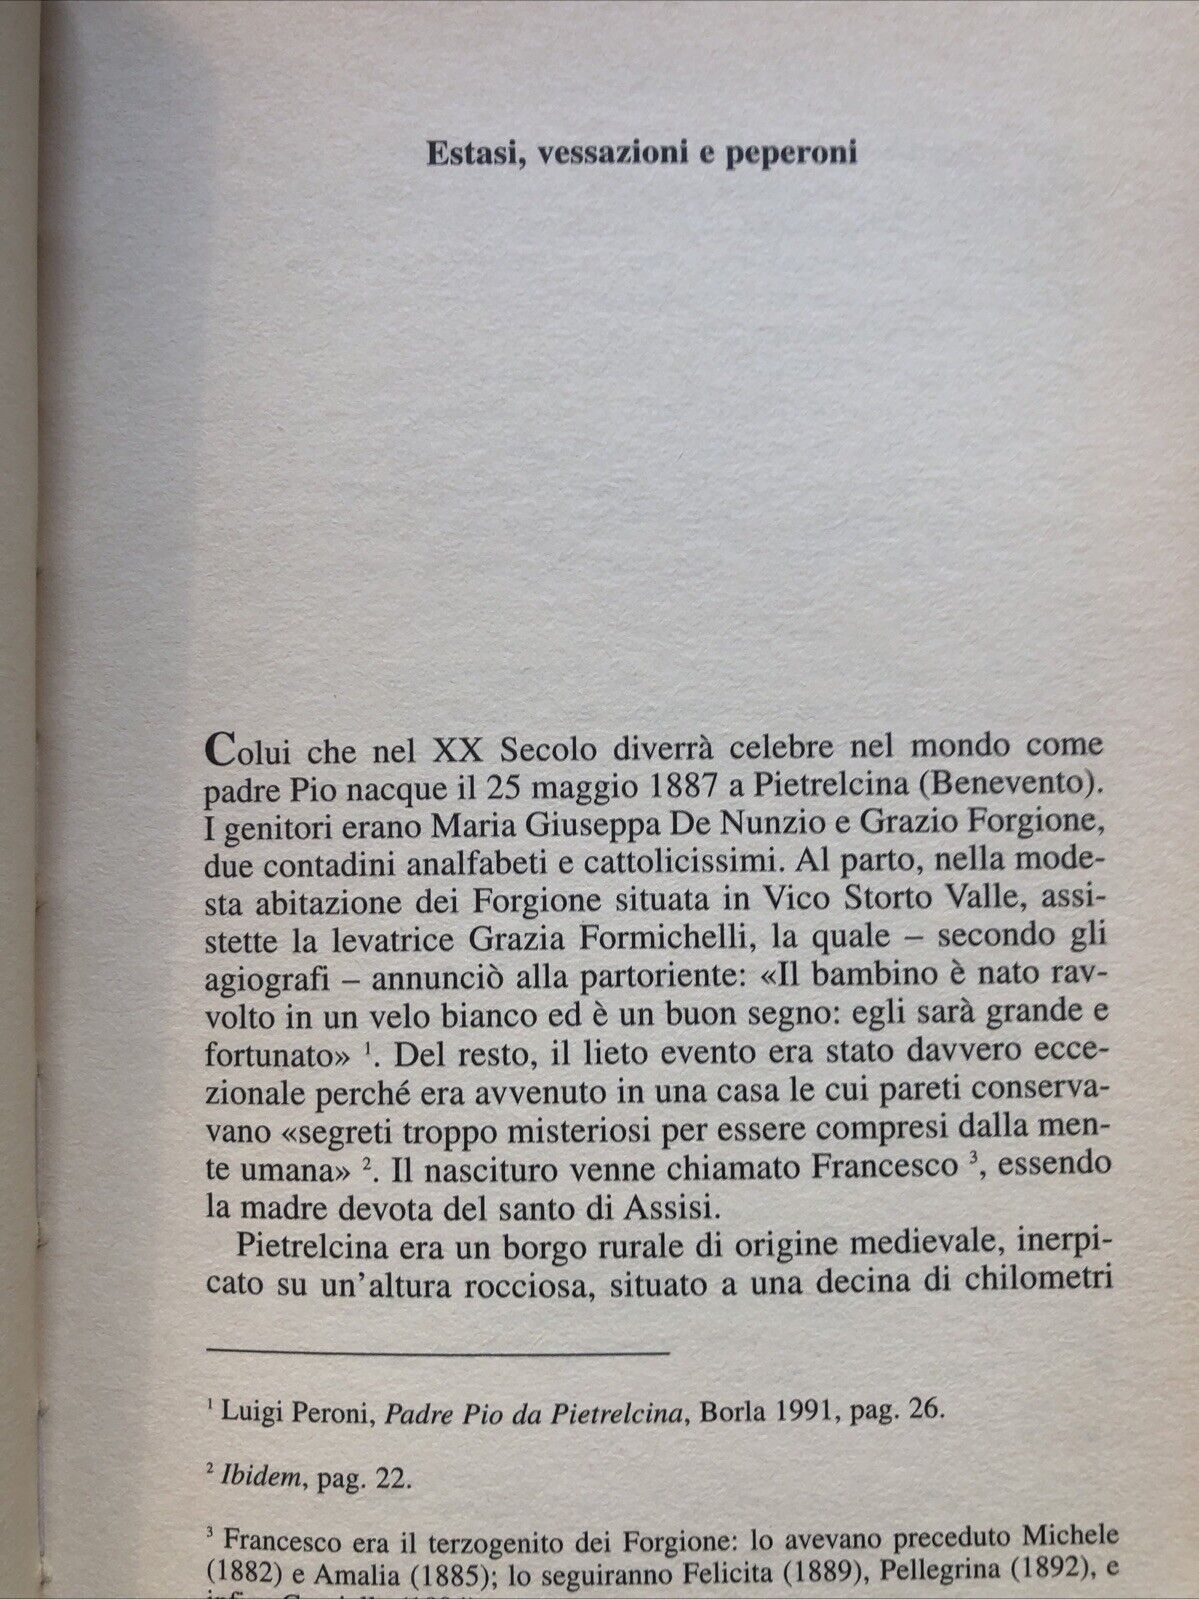 Estasi, vessazioni e peperoni
Colui che nel XX Secolo diverrà celebre nel mondo come
padre Pio nacque il 25 maggio 1887 a Pietrelcina (Benevento).
I genitori erano Maria Giuseppa De Nunzio e Grazio Forgione,
due contadini analfabeti e cattolicissimi. Al parto, nella mode-
sta abitazione dei Forgione situata in Vico Storto Valle, assi-
stette la levatrice Grazia Formichelli, la quale – secondo gli
agiografi – annunciò alla partoriente: «Il bambino è nato rav-
volto in un velo bianco ed è un buon segno: egli sarà grande e
fortunato» ¹. Del resto, il lieto evento era stato davvero ecce-
zionale perché era avvenuto in una casa le cui pareti conserva-
vano «segreti troppo misteriosi per essere compresi dalla men-
te umana» ². Il nascituro venne chiamato Francesco ³, essendo
la madre devota del santo di Assisi.
Pietrelcina era un borgo rurale di origine medievale, inerpi-
cato su un'altura rocciosa, situato a una decina di chilometri
¹ Luigi Peroni, Padre Pio da Pietrelcina, Borla 1991, pag. 26.
² Ibidem, pag. 22.
³ Francesco era il terzogenito dei Forgione: lo avevano preceduto Michele
(1882) e Amalia (1885); lo seguiranno Felicita (1889), Pellegrina (1892), e